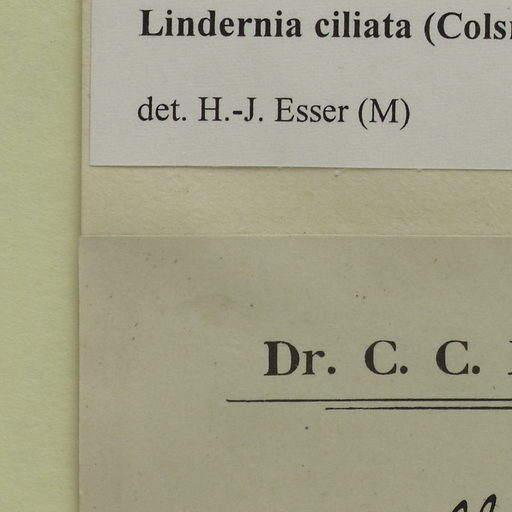 Lindernia ciliata (Cols
det. H.-J. Esser (M)
Dr. C. C.